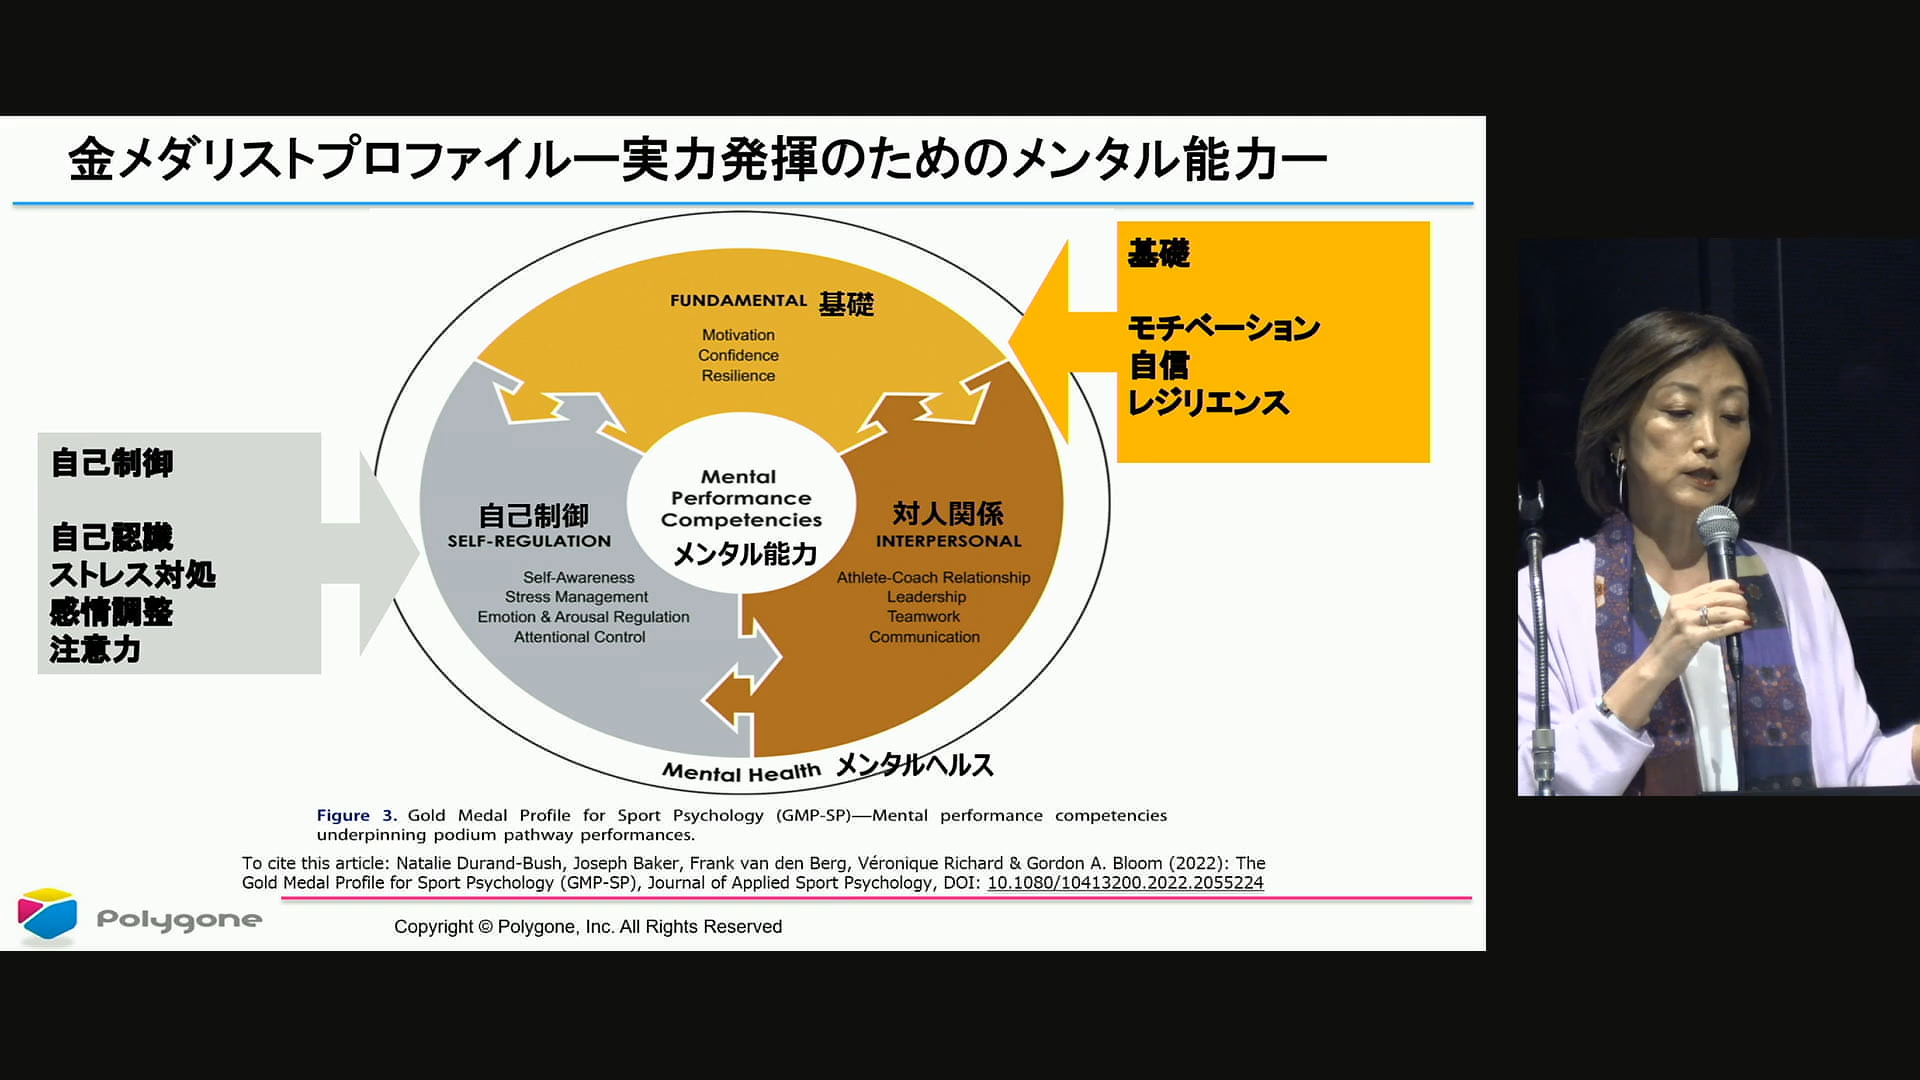 金メダリストプロファイルー実力発揮のためのメンタル能力ー
FUNDAMENTAL 基礎
Motivation
Confidence
Resilience
基礎
モチベーション
自信
レジリエンス
自己制御
自己認識
ストレス対処
感情調整
注意力
自己制御
SELF-REGULATION
Self-Awareness
Stress Management
Emotion & Arousal Regulation
Attentional Control
Mental
Performance
Competencies
メンタル能力
対人関係
INTERPERSONAL
Athlete-Coach Relationship
Leadership
Teamwork
Communication
Mental Health メンタルヘルス
Figure 3. Gold Medal Profile for Sport Psychology (GMP-SP)—Mental performance competencies
underpinning podium pathway performances.
To cite this article: Natalie Durand-Bush, Joseph Baker, Frank van den Berg, Véronique Richard & Gordon A. Bloom (2022): The
Gold Medal Profile for Sport Psychology (GMP-SP), Journal of Applied Sport Psychology, DOI: 10.1080/10413200.2022.2055224
Polygone
Copyright © Polygone, Inc. All Rights Reserved